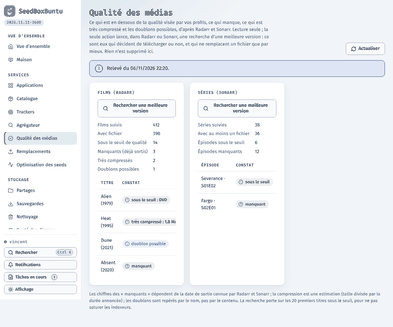 SeedBoxBuntu
2026.11.22-1640
VUE D'ENSEMBLE
Vue d'ensemble
Maison
SERVICES
Applications
Catalogue
Trackers
Agrégateur
Qualité des médias
Remplacements
Optimisation des seeds
STOCKAGE
Partages
Sauvegardes
Nettoyage
vincent
Rechercher
Notifications
Tâches en cours
Affichage
Qualité des médias
Ce qui est en dessous de la qualité visée par vos profils, ce qui manque, ce qui est
très compressé et les doublons possibles, d'après Radarr et Sonarr. Lecture seule ; la
seule action lance, dans Radarr ou Sonarr, une recherche d'une meilleure version : ce
sont eux qui décident de télécharger ou non, et qui ne remplacent un fichier que par
mieux. Rien n'est supprimé ici.
Actualiser
Relevé du 06/11/2026 22:20.
FILMS (RADARR)
Rechercher une meilleure
version
Films suivis 412
Avec fichier 398
Sous le seuil de qualité 14
Manquants (déjà sortis) 3
Très compressés 2
Doublons possibles 1
TITRE CONSTAT
Alien
(1979)
sous le seuil : DVD
Heat
(1995)
Dune
(2021)
doublon possible
Absent
(2020)
manquant
SÉRIES (SONARR)
Rechercher une meilleure
version
Séries suivies 38
Avec au moins un fichier 36
Épisodes sous le seuil 6
Épisodes manquants 12
ÉPISODE CONSTAT
Severance ·
S01E02
sous le seuil
Fargo ·
S02E01
manquant
Les chiffres des « manquants » dépendent de la date de sortie connue par Radarr et Sonarr ; la compression est une estimation (taille divisée par la
durée annoncée) ; les doublons sont repérés par le nom, pas par le contenu. La recherche porte sur les 20 premiers sous le seuil, pour ne pas
saturer les indexeurs.